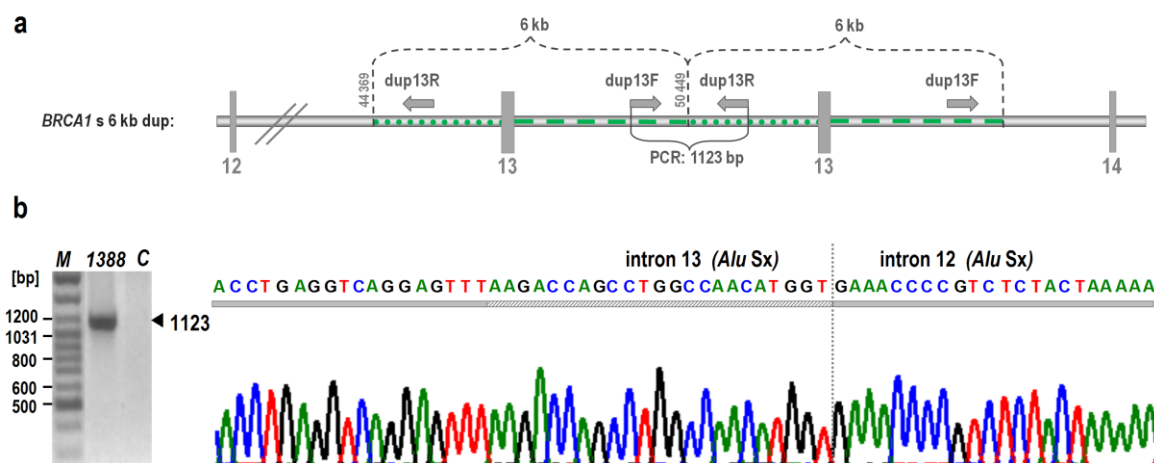 a
6 kb 6 kb
44 369 dup13R dup13F 50 449 dup13R dup13F
BRCA1 s 6 kb dup:
PCR: 1123 bp
12 13 13 14
b
M 1388 C
[bp]
1200
1031
800
600
500
1123
intron 13 (Alu Sx) intron 12 (Alu Sx)
ACCTGAGGTCAGGAGTTTAAGACCAGCCTGGCCAACATGGTGAAACCCCGTCTCTACTAAAAA